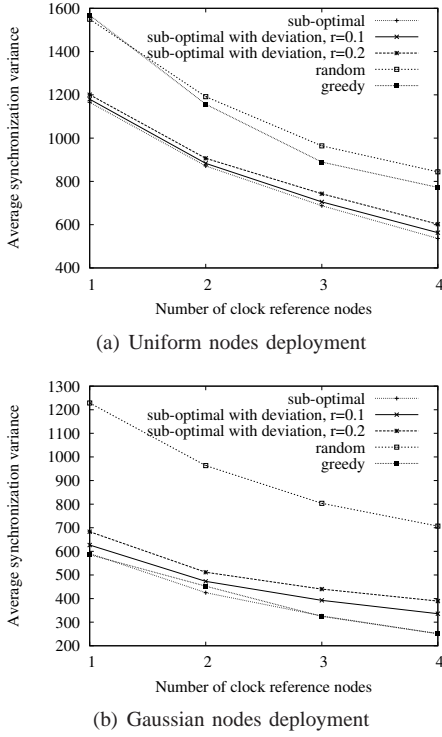 1600
1400
1200
1000
800
600
400
Average synchronization variance
sub-optimal
sub-optimal with deviation, r=0.1
sub-optimal with deviation, r=0.2
random
greedy
1 2 3 4
Number of clock reference nodes
(a) Uniform nodes deployment
1300
1200
1100
1000
900
800
700
600
500
400
300
200
Average synchronization variance
sub-optimal
sub-optimal with deviation, r=0.1
sub-optimal with deviation, r=0.2
random
greedy
1 2 3 4
Number of clock reference nodes
(b) Gaussian nodes deployment